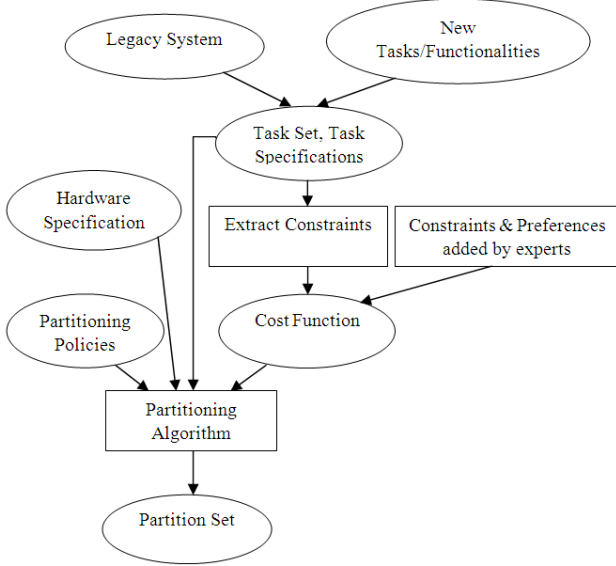 Legacy System
New
Tasks/Functionalities
Task Set, Task
Specifications
Hardware
Specification
Extract Constraints
Constraints & Preferences
added by experts
Partitioning
Policies
Cost Function
Partitioning
Algorithm
Partition Set